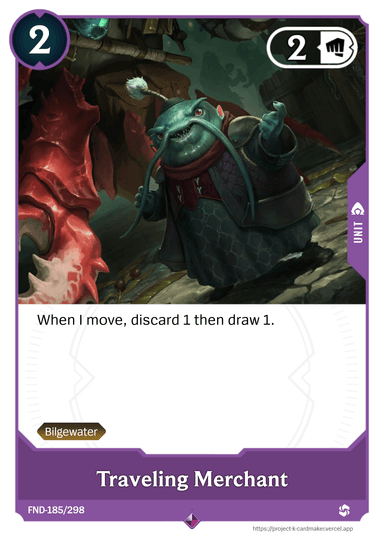 2
2
UNIT
When I move, discard 1 then draw 1.
Bilgewater
Traveling Merchant
FND-185/298
https://project-k-cardmaker.vercel.app